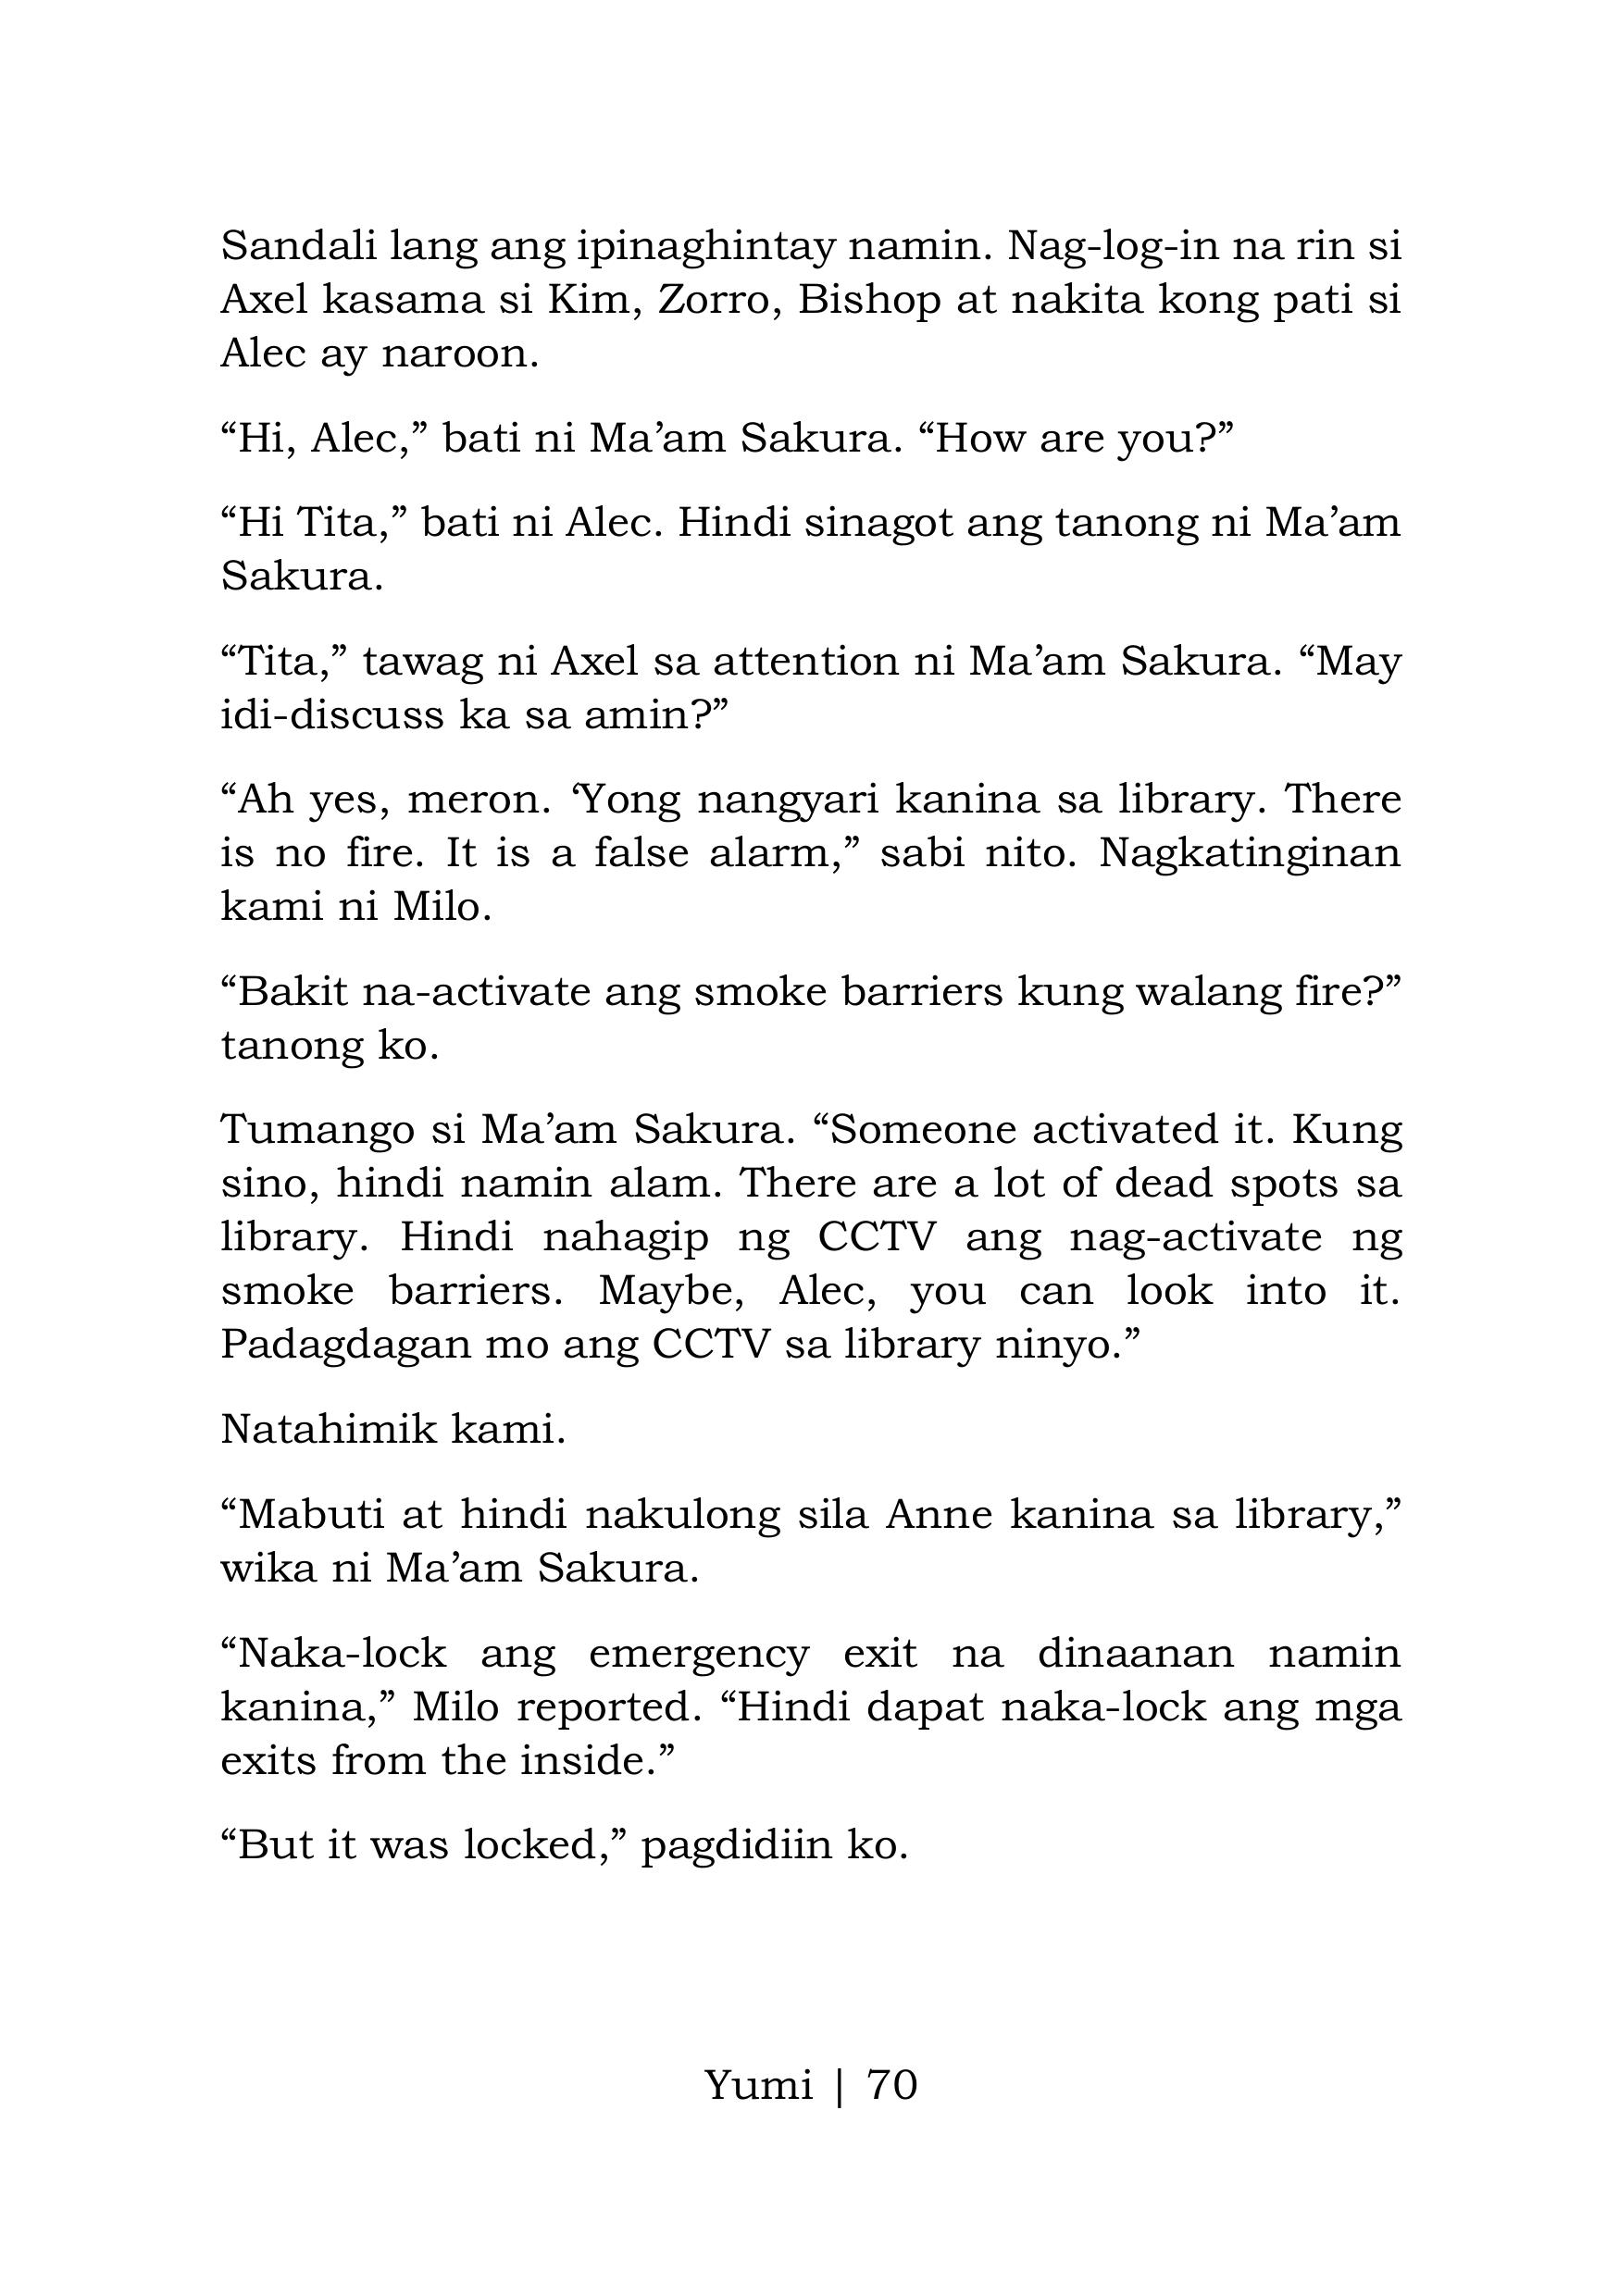 Sandali lang ang ipinaghintay namin. Nag-log-in na rin si
Axel kasama si Kim, Zorro, Bishop at nakita kong pati si
Alec ay naroon.
“Hi, Alec,” bati ni Ma’am Sakura. “How are you?”
“Hi Tita,” bati ni Alec. Hindi sinagot ang tanong ni Ma’am
Sakura.
“Tita,” tawag ni Axel sa attention ni Ma’am Sakura. “May
idi-discuss ka sa amin?”
“Ah yes, meron. ‘Yong nangyari kanina sa library. There
is no fire. It is a false alarm,” sabi nito. Nagkatinginan
kami ni Milo.
“Bakit na-activate ang smoke barriers kung walang fire?”
tanong ko.
Tumango si Ma’am Sakura. “Someone activated it. Kung
sino, hindi namin alam. There are a lot of dead spots sa
library. Hindi nahagip ng CCTV ang nag-activate ng
smoke barriers. Maybe, Alec, you can look into it.
Padagdagan mo ang CCTV sa library ninyo.”
Natahimik kami.
“Mabuti at hindi nakulong sila Anne kanina sa library,”
wika ni Ma’am Sakura.
“Naka-lock ang emergency exit na dinaanan namin
kanina,” Milo reported. “Hindi dapat naka-lock ang mga
exits from the inside.”
“But it was locked,” pagdidiin ko.
Yumi | 70